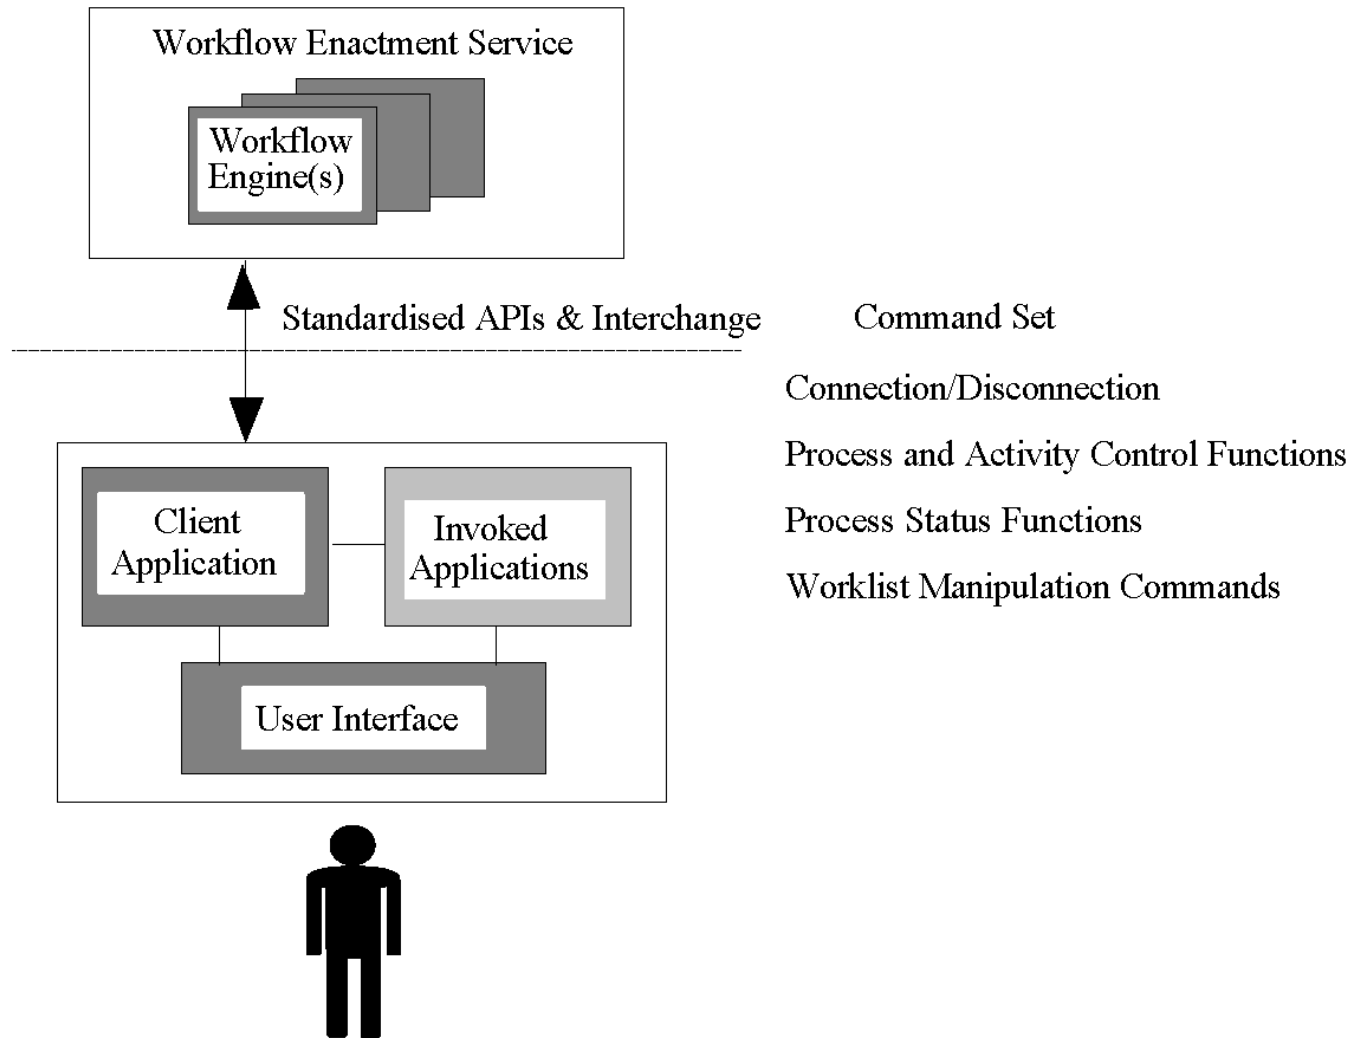 Workflow Enactment Service
Workflow
Engine(s)
Standardised APIs & Interchange
Command Set
Connection/Disconnection
Process and Activity Control Functions
Process Status Functions
Worklist Manipulation Commands
Client
Application
Invoked
Applications
User Interface